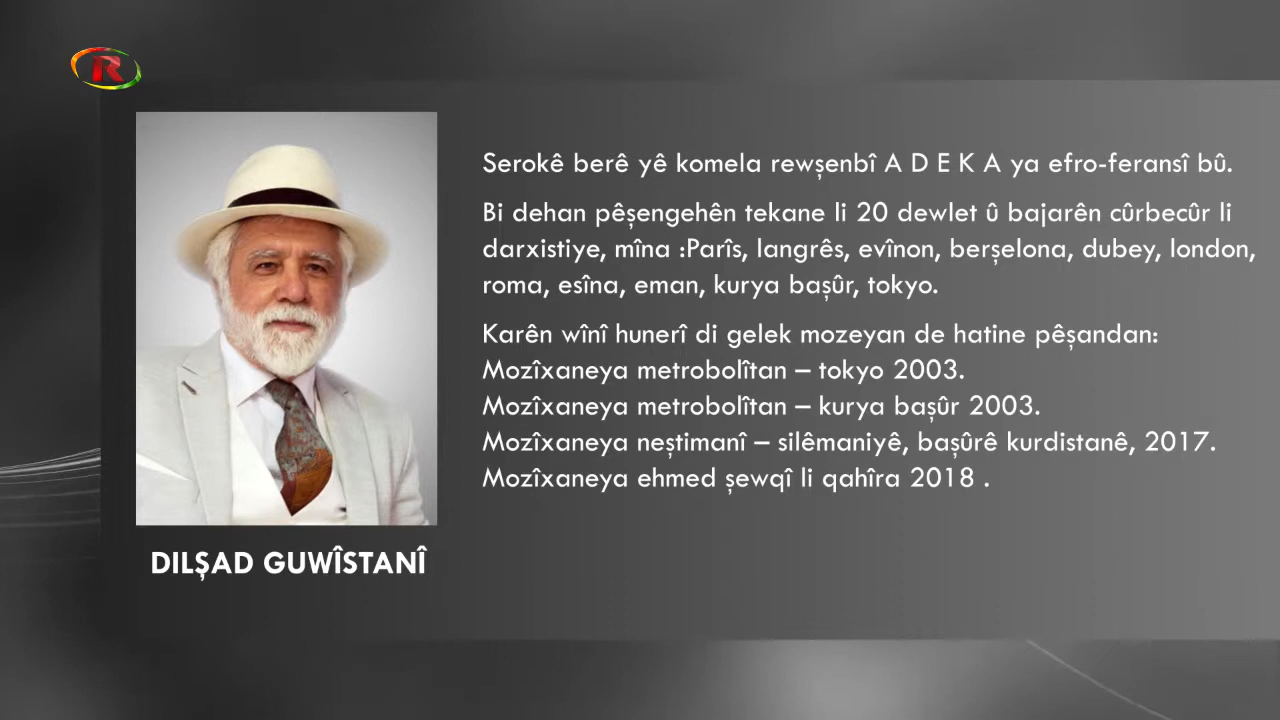 R
Serokê berê yê komela rewşenbî A D E K A ya efro-feransî bû.
Bi dehan pêşengehên tekane li 20 dewlet û bajarên cûrbecûr li
darxistiye, mîna :Parîs, langrês, evînon, berşelona, dubey, london,
roma, esîna, eman, kurya başûr, tokyo.
Karên wînî hunerî di gelek mozeyan de hatine pêşandan:
Mozîxaneya metrobolîtan – tokyo 2003.
Mozîxaneya metrobolîtan – kurya başûr 2003.
Mozîxaneya neştimanî – silêmaniyê, başûrê kurdistanê, 2017.
Mozîxaneya ehmed şewqî li qahîra 2018 .
DILŞAD GUWÎSTANÎ